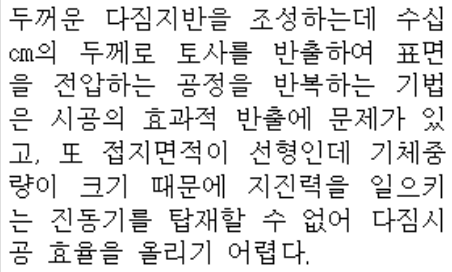 두꺼운 다짐지반을 조성하는데 수십
㎝의 두께로 토사를 반출하여 표면
을 전압하는 공정을 반복하는 기법
은 시공의 효과적 반출에 문제가 있
고, 또 접지면적이 선형인데 기체중
량이 크기 때문에 지진력을 일으키
는 진동기를 탑재할 수 없어 다짐시
공 효율을 올리기 어렵다.